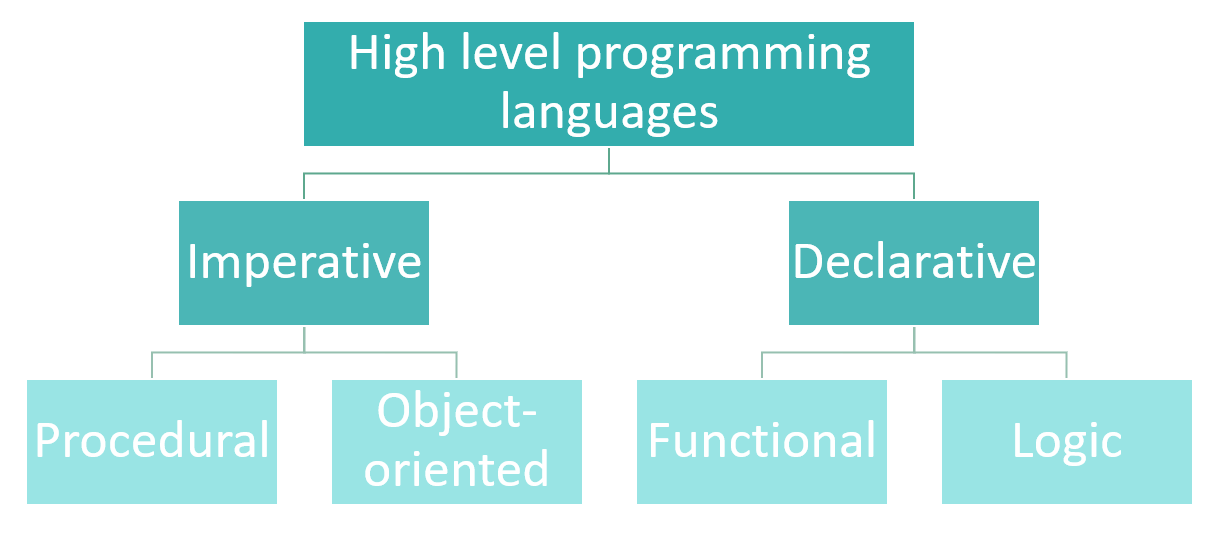 High level programming
languages
Imperative
Declarative
Procedural
Object-
oriented
Functional
Logic